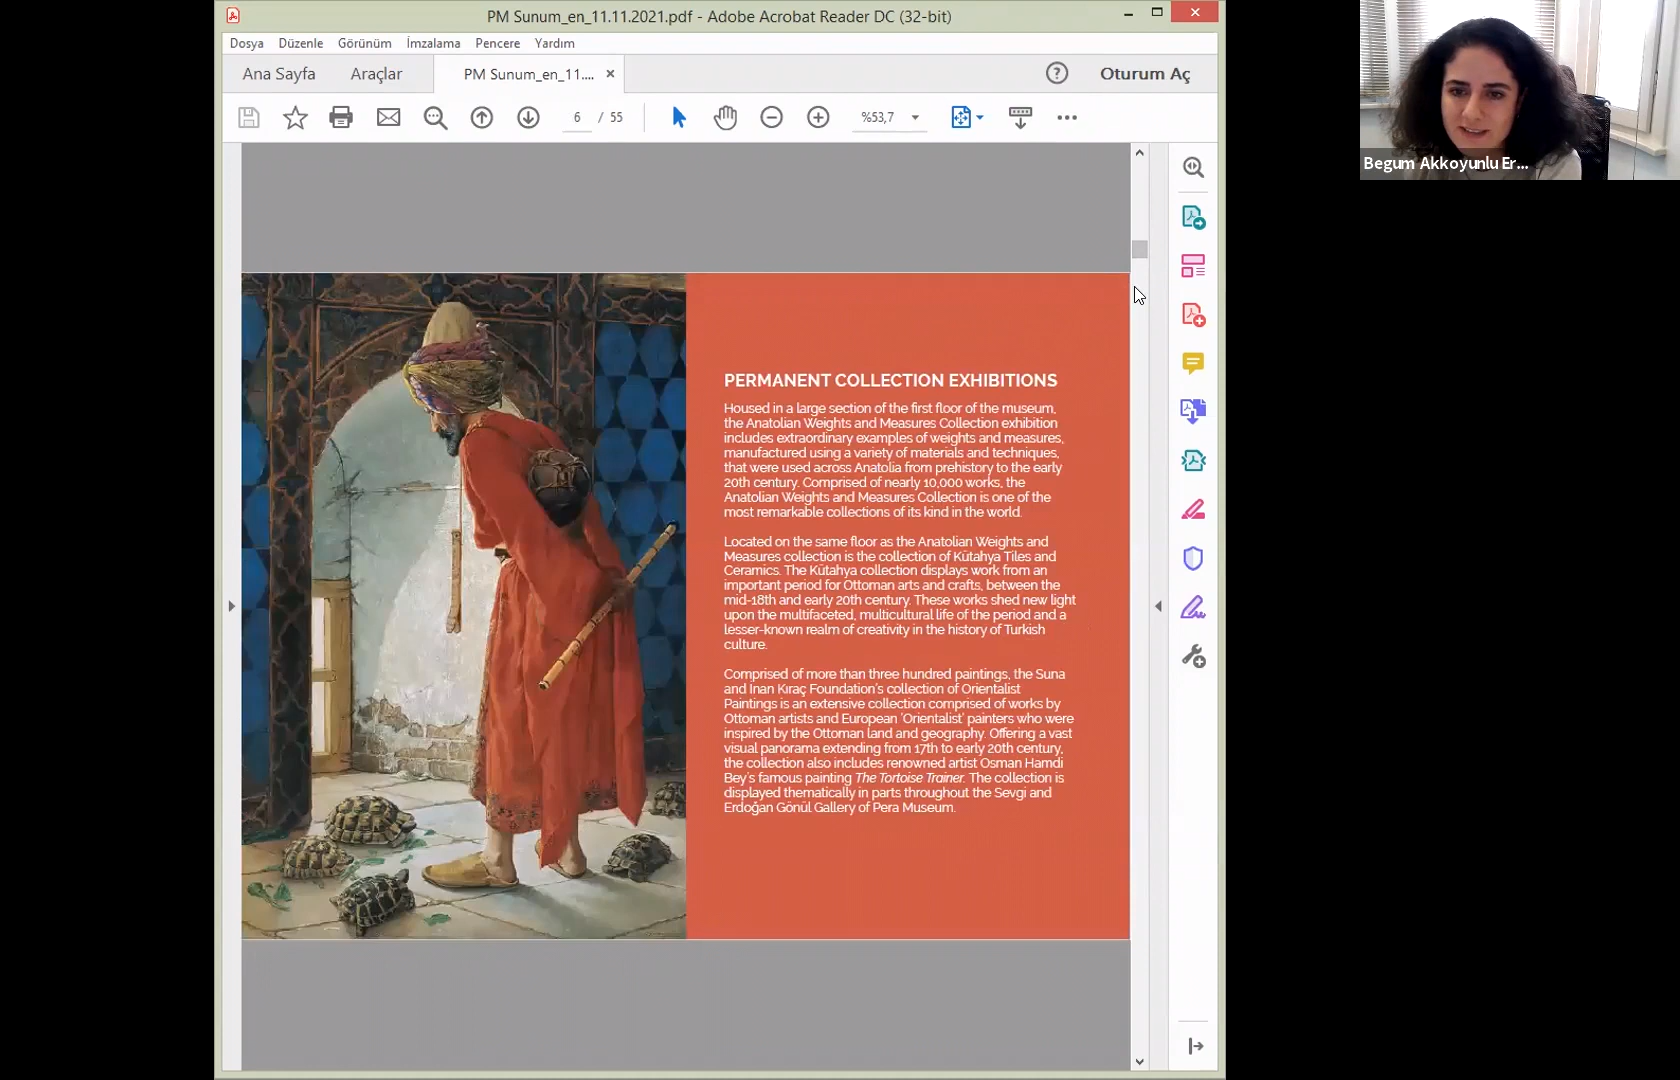 PM Sunum_en_11.11.2021.pdf - Adobe Acrobat Reader DC (32-bit)
Dosya Düzenle Görünüm İmzalama Pencere Yardım
Ana Sayfa Araçlar PM Sunum_en_11.... × Oturum Aç
6 / 55 %53,7
Begum Akkoyunlu Er...
PERMANENT COLLECTION EXHIBITIONS
Housed in a large section of the first floor of the museum,
the Anatolian Weights and Measures Collection exhibition
includes extraordinary examples of weights and measures,
manufactured using a variety of materials and techniques,
that were used across Anatolia from prehistory to the early
20th century. Comprised of nearly 10,000 works, the
Anatolian Weights and Measures Collection is one of the
most remarkable collections of its kind in the world.
Located on the same floor as the Anatolian Weights and
Measures collection is the collection of Kütahya Tiles and
Ceramics. The Kütahya collection displays work from an
important period for Ottoman arts and crafts, between the
mid-18th and early 20th century. These works shed new light
upon the multifaceted, multicultural life of the period and a
lesser-known realm of creativity in the history of Turkish
culture.
Comprised of more than three hundred paintings, the Suna
and İnan Kıraç Foundation's collection of Orientalist
Paintings is an extensive collection comprised of works by
Ottoman artists and European 'Orientalist' painters who were
inspired by the Ottoman land and geography. Offering a vast
visual panorama extending from 17th to early 20th century,
the collection also includes renowned artist Osman Hamdi
Bey's famous painting The Tortoise Trainer. The collection is
displayed thematically in parts throughout the Sevgi and
Erdoğan Gönül Gallery of Pera Museum.